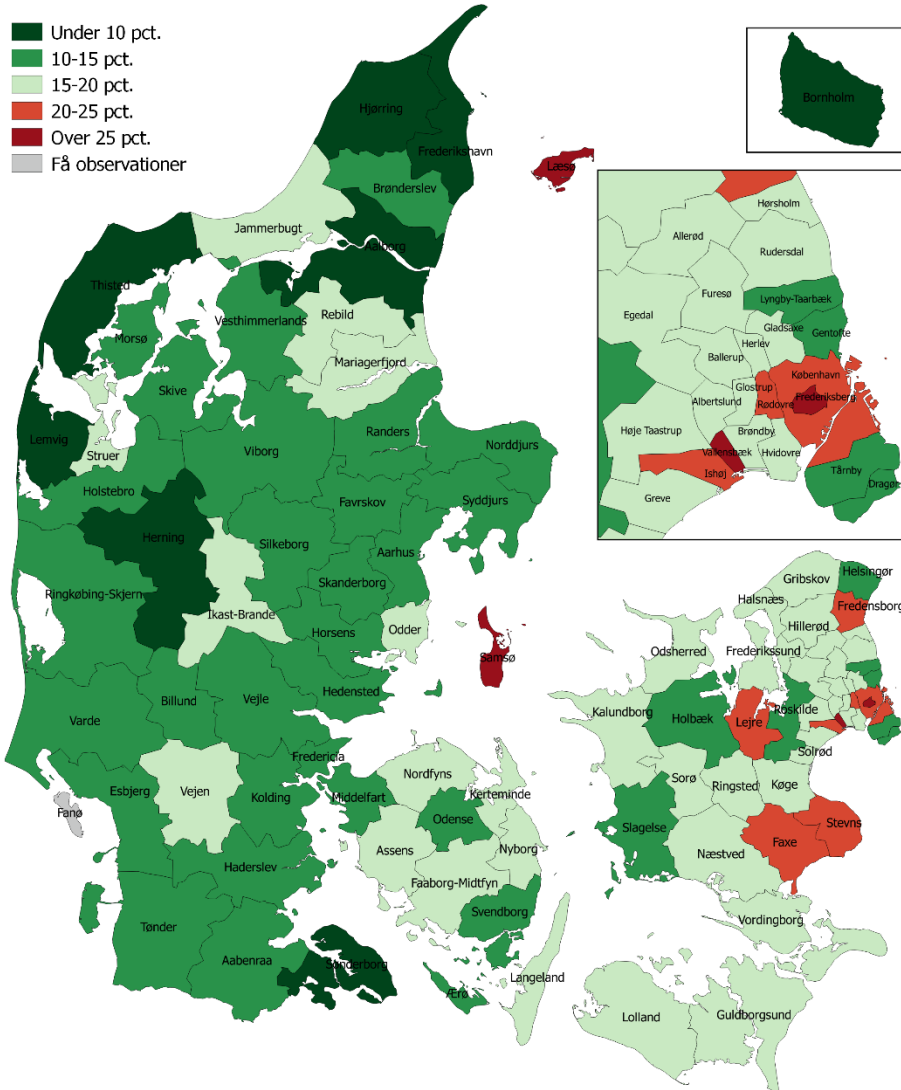 Under 10 pct.
10-15 pct.
15-20 pct.
20-25 pct.
Over 25 pct.
Få observationer
Hjørring
Frederikshavn
Brønderslev
Jammerbugt
Aalborg
Læsø
Thisted
Vesthimmerlands
Rebild
Morsø
Mariagerfjord
Skive
Lemvig
Struer
Viborg
Randers
Norddjurs
Holstebro
Favrskov
Syddjurs
Herning
Silkeborg
Aarhus
Skanderborg
Ringkøbing-Skjern
Ikast-Brande
Horsens
Odder
Samsø
Hedensted
Billund
Vejle
Varde
Fredericia
Esbjerg
Vejen
Kolding
Fanø
Middelfart
Nordfyns
Kerteminde
Odense
Assens
Nyborg
Haderslev
Faaborg-Midtfyn
Svendborg
Tønder
Aabenraa
Sønderborg
Ærø
Langeland
Bornholm
Hørsholm
Allerød
Rudersdal
Furesø
Lyngby-Taarbæk
Egedal
Gladsaxe
Gentofte
Herlev
Ballerup
København
Glostrup
Frederiksberg
Albertslund
Rødovre
Høje Taastrup
Brøndby
Vallensbæk
Hvidovre
Ishøj
Tårnby
Dragør
Greve
Gribskov
Helsingør
Halsnæs
Fredensborg
Hillerød
Odsherred
Frederikssund
Kalundborg
Holbæk
Lejre
Roskilde
Solrød
Sorø
Ringsted
Køge
Slagelse
Næstved
Faxe
Stevns
Vordingborg
Lolland
Guldborgsund